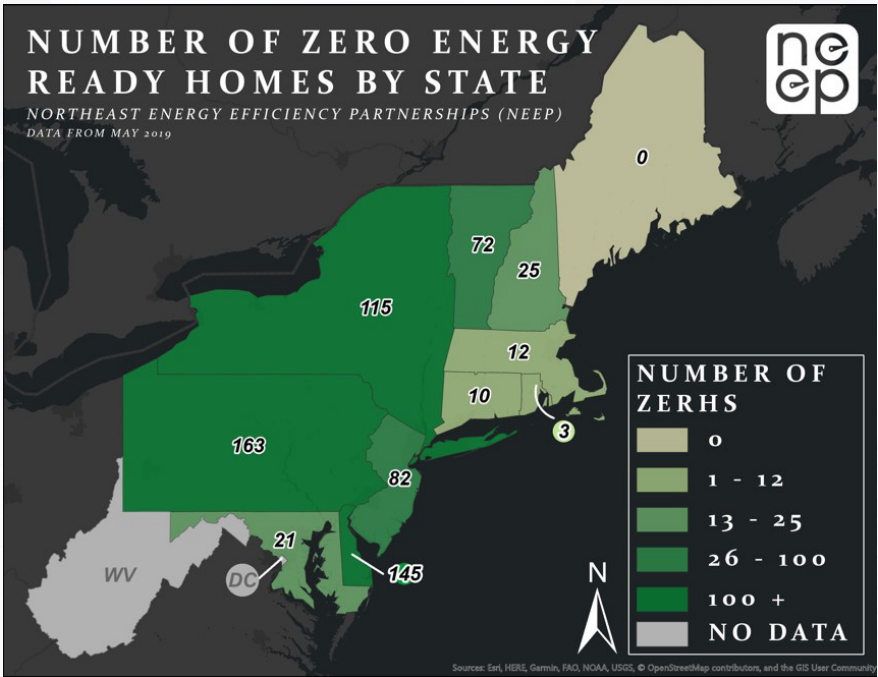 NUMBER OF ZERO ENERGY
READY HOMES BY STATE
NORTHEAST ENERGY EFFICIENCY PARTNERSHIPS (NEEP)
DATA FROM MAY 2019
ne
ep
0
72
25
115
12
10
3
163
82
21
145
WV
DC
NUMBER OF
ZERHS
0
1 - 12
13 - 25
26 - 100
100 +
NO DATA
N
Sources: Esri, HERE, Garmin, FAO, NOAA, USGS, © OpenStreetMap contributors, and the GIS User Community